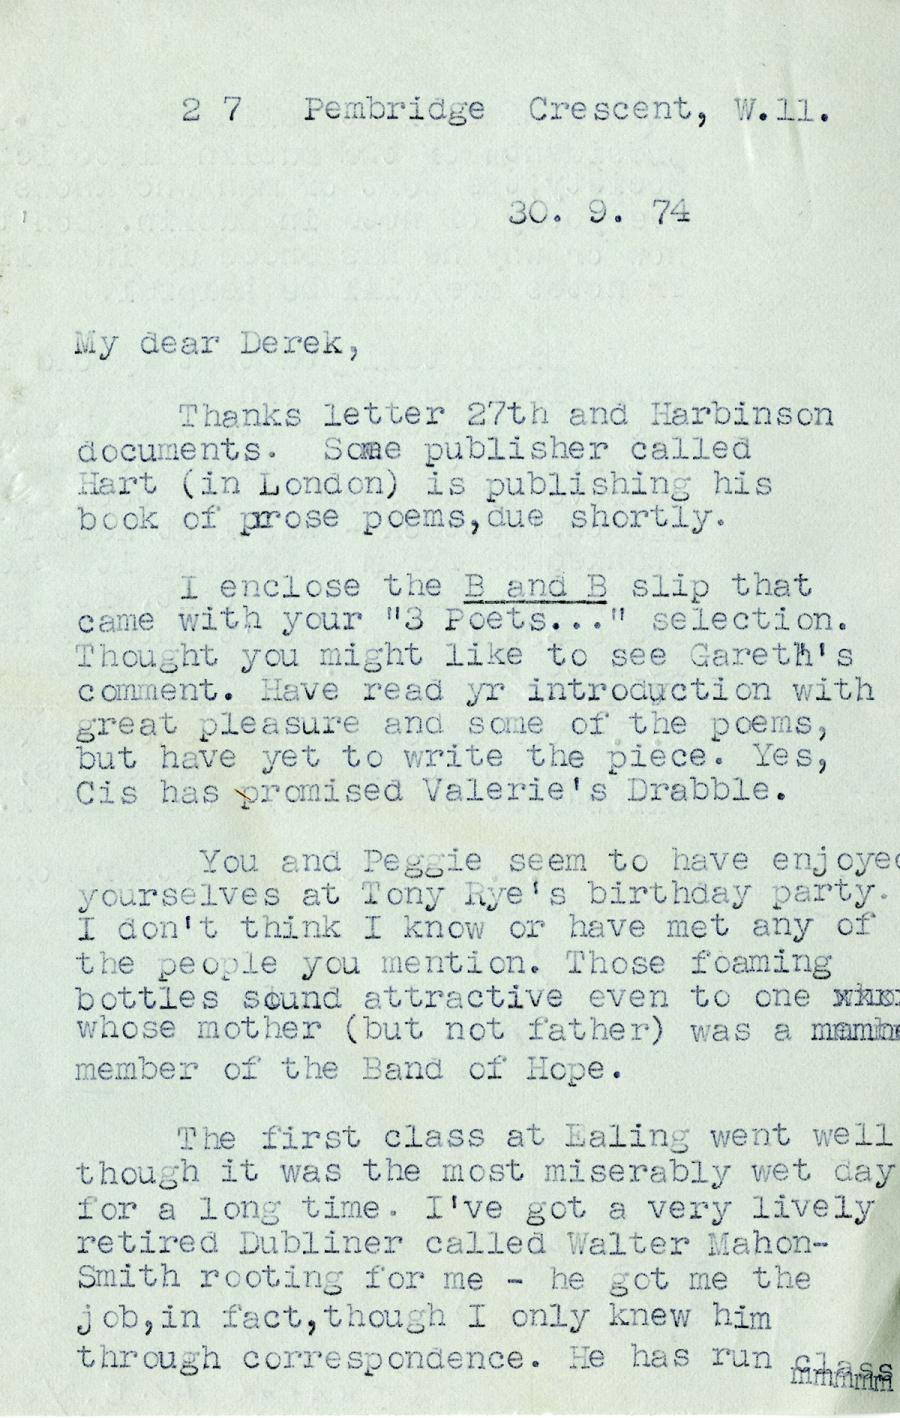 2 7 Pembridge Crescent, W.11.
30. 9. 74
My dear Derek,
Thanks letter 27th and Harbinson
documents. Some publisher called
Hart (in London) is publishing his
book of prose poems,due shortly.
I enclose the B and B slip that
came with your "3 Poets..." selection.
Thought you might like to see Gareth's
comment. Have read yr introduction with
great pleasure and some of the poems,
but have yet to write the piece. Yes,
Cis has promised Valerie's Drabble.
You and Peggie seem to have enjoyed
yourselves at Tony Rye's birthday party.
I don't think I know or have met any of
the people you mention. Those foaming
bottles sound attractive even to one
whose mother (but not father) was a
member of the Band of Hope.
The first class at Ealing went well
though it was the most miserably wet day
for a long time. I've got a very lively
retired Dubliner called Walter Mahon-
Smith rooting for me - he got me the
job,in fact,though I only knew him
through correspondence. He has run class